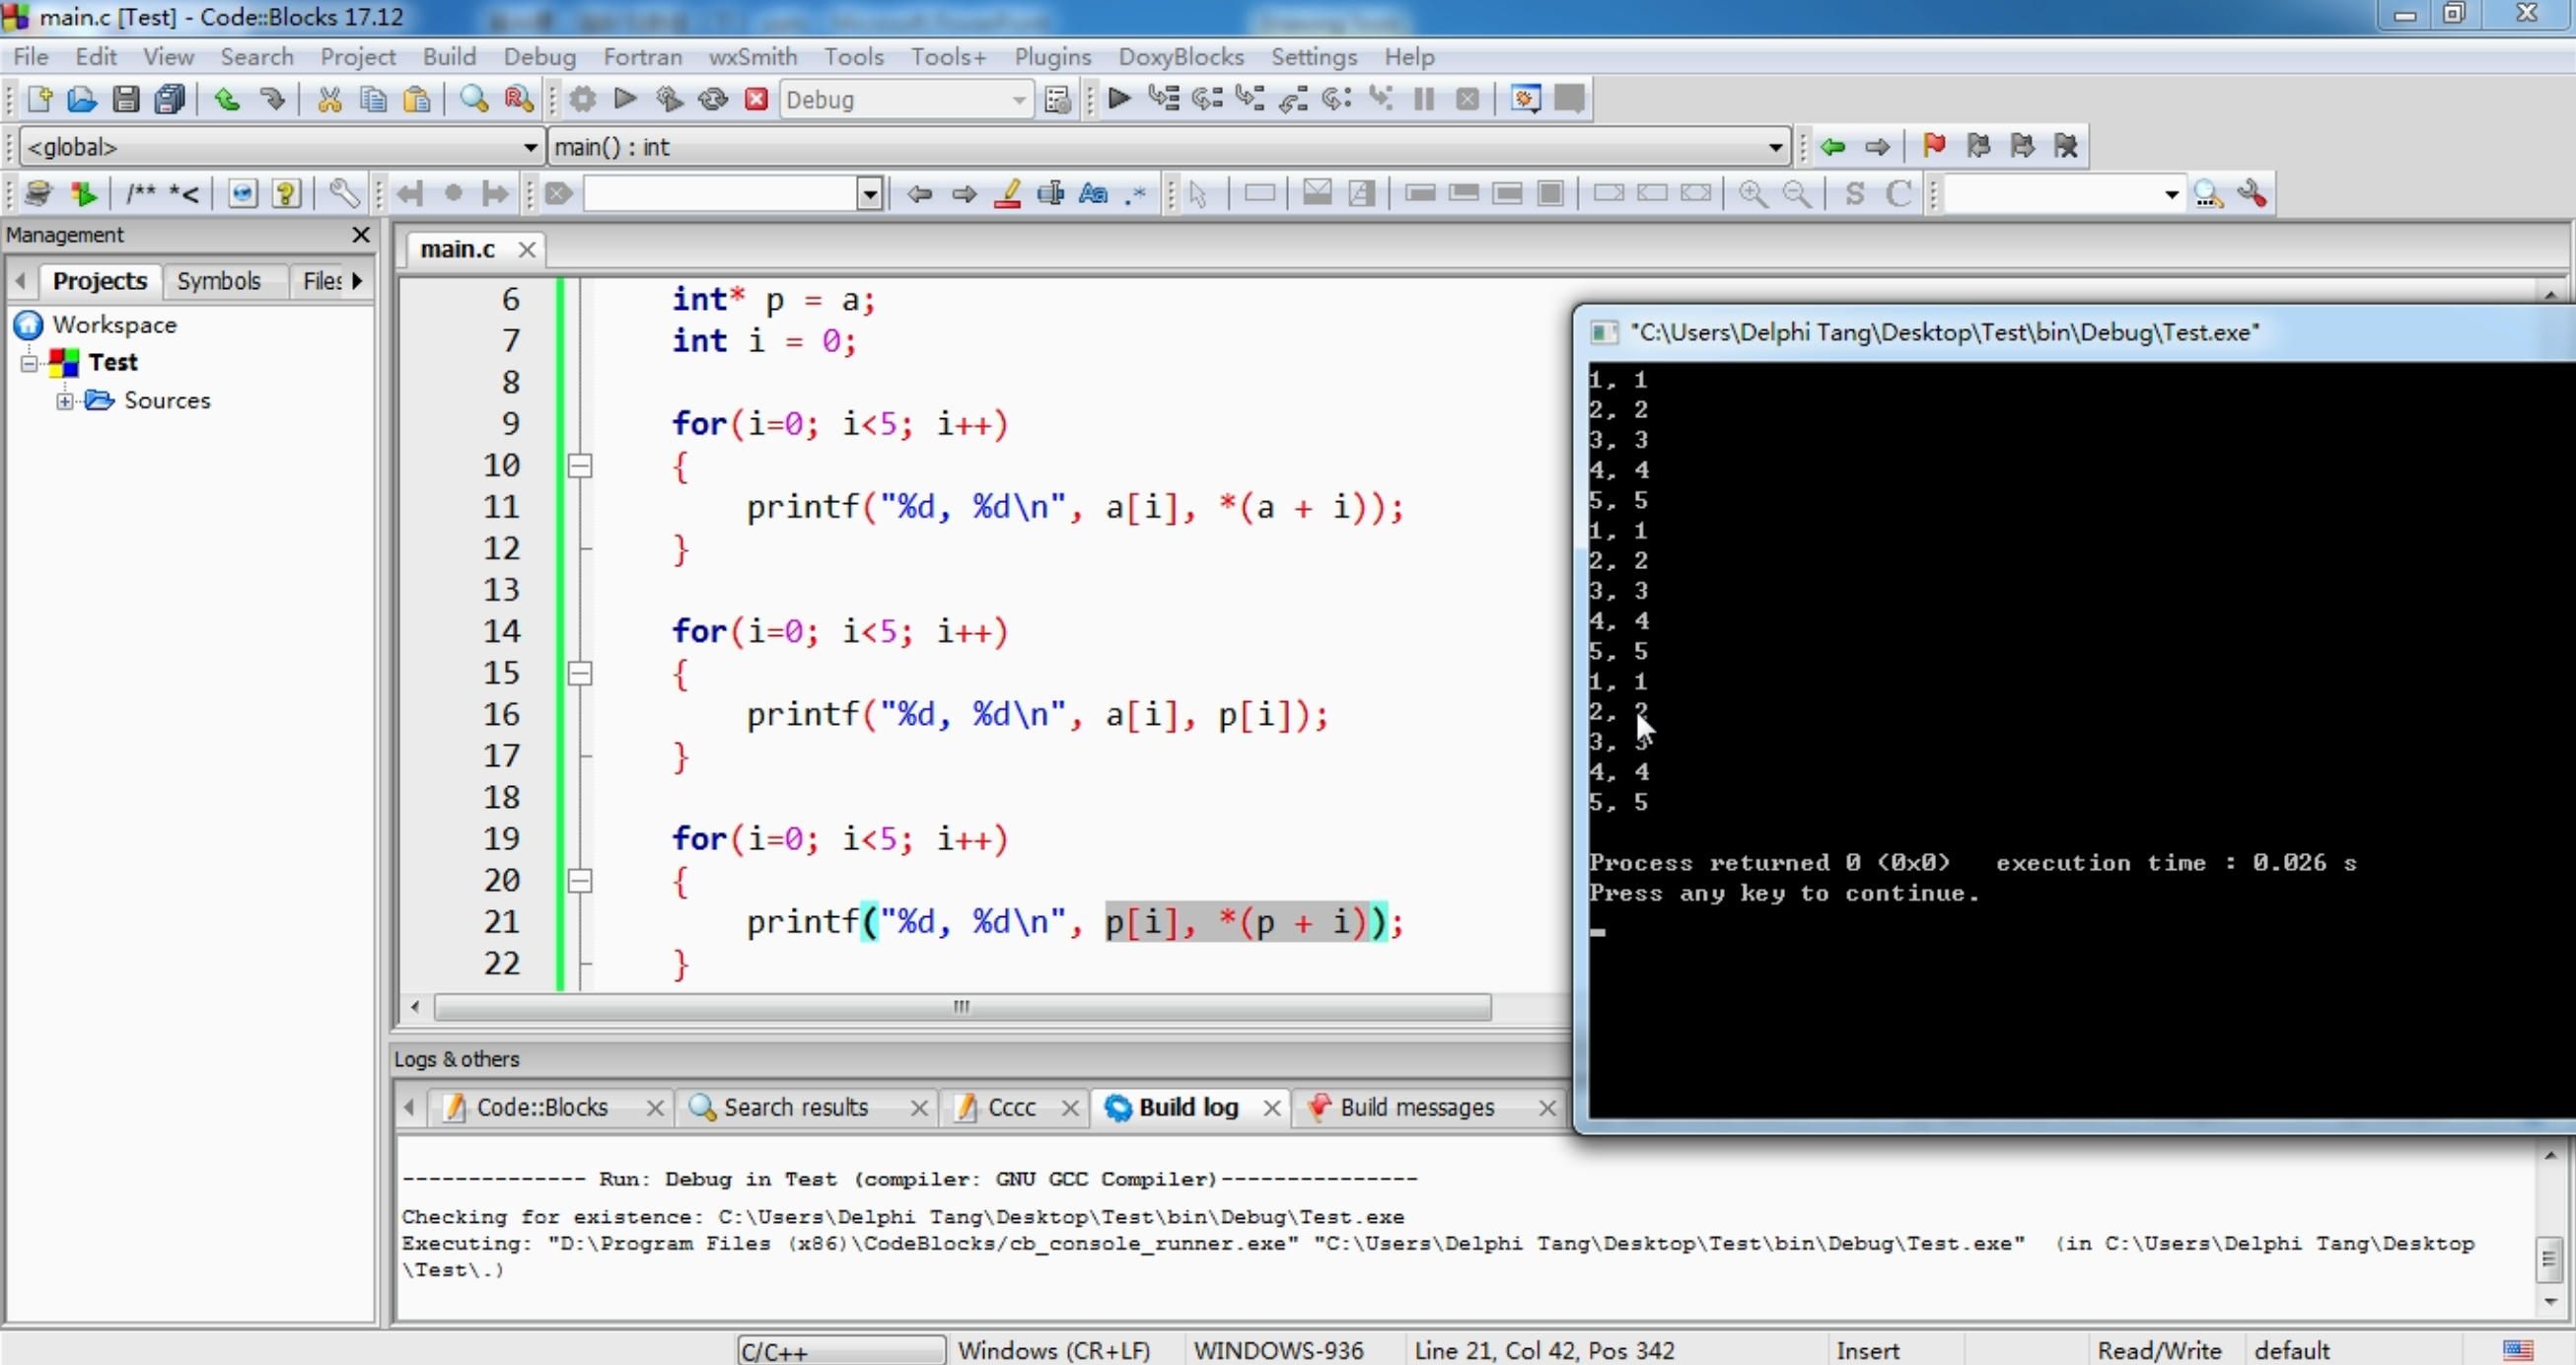 main.c [Test] - Code::Blocks 17.12
File Edit View Search Project Build Debug Fortran wxSmith Tools Tools+ Plugins DoxyBlocks Settings Help
Debug
<global> main() : int
/** *<
S C
Management
Projects Symbols Files
Workspace
Test
Sources
main.c
6 int* p = a;
7 int i = 0;
8
9 for(i=0; i<5; i++)
10 {
11 printf("%d, %d\n", a[i], *(a + i));
12 }
13
14 for(i=0; i<5; i++)
15 {
16 printf("%d, %d\n", a[i], p[i]);
17 }
18
19 for(i=0; i<5; i++)
20 {
21 printf("%d, %d\n", p[i], *(p + i));
22 }
"C:\Users\Delphi Tang\Desktop\Test\bin\Debug\Test.exe"
1, 1
2, 2
3, 3
4, 4
5, 5
1, 1
2, 2
3, 3
4, 4
5, 5
1, 1
2, 2
3, 3
4, 4
5, 5
Process returned 0 (0x0) execution time : 0.026 s
Press any key to continue.
Logs & others
Code::Blocks Search results Cccc Build log Build messages
-------------- Run: Debug in Test (compiler: GNU GCC Compiler)---------------
Checking for existence: C:\Users\Delphi Tang\Desktop\Test\bin\Debug\Test.exe
Executing: "D:\Program Files (x86)\CodeBlocks/cb_console_runner.exe" "C:\Users\Delphi Tang\Desktop\Test\bin\Debug\Test.exe" (in C:\Users\Delphi Tang\Desktop
\Test\.)
C/C++ Windows (CR+LF) WINDOWS-936 Line 21, Col 42, Pos 342 Insert Read/Write default